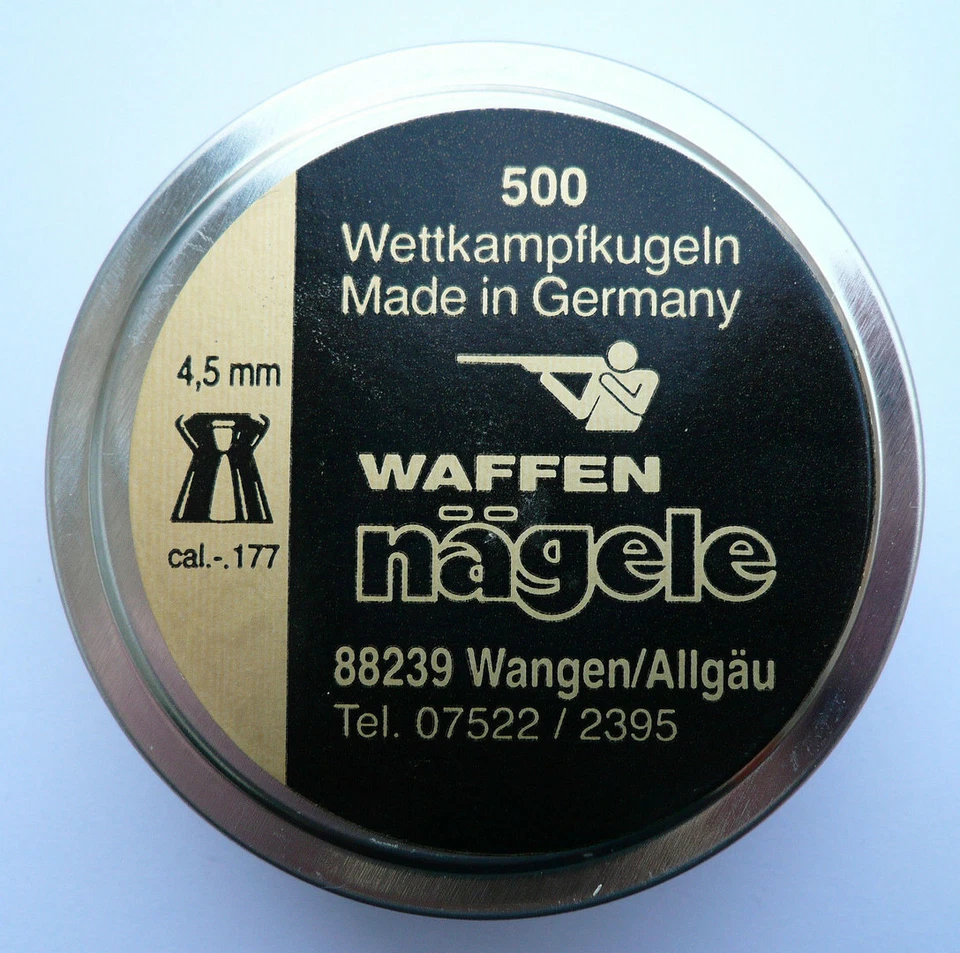 500
Wettkampfkugeln
Made in Germany
4,5 mm
cal.-.177
WAFFEN
nägele
88239 Wangen/Allgäu
Tel. 07522 / 2395